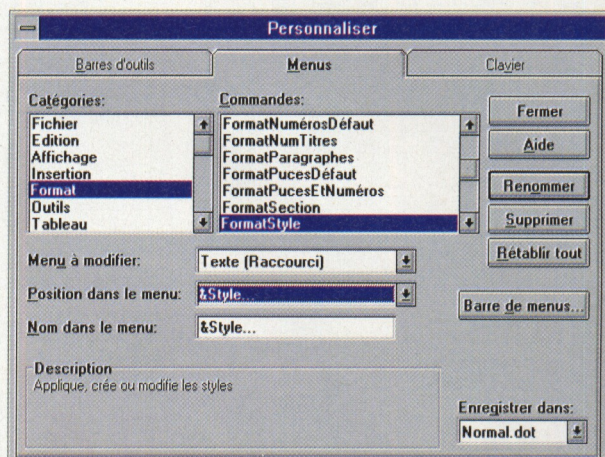 Personnaliser
Barres d'outils
Menus
Clavier
Catégories:
Fichier
Edition
Affichage
Insertion
Format
Outils
Tableau
Commandes:
FormatNumérosDéfaut
FormatNumTitres
FormatParagraphes
FormatPucesDéfaut
FormatPucesEtNuméros
FormatSection
FormatStyle
Fermer
Aide
Renommer
Supprimer
Rétablir tout
Menu à modifier:
Texte (Raccourci)
Position dans le menu:
&Style...
Nom dans le menu:
&Style...
Barre de menus...
Description
Applique, crée ou modifie les styles
Enregistrer dans:
Normal.dot